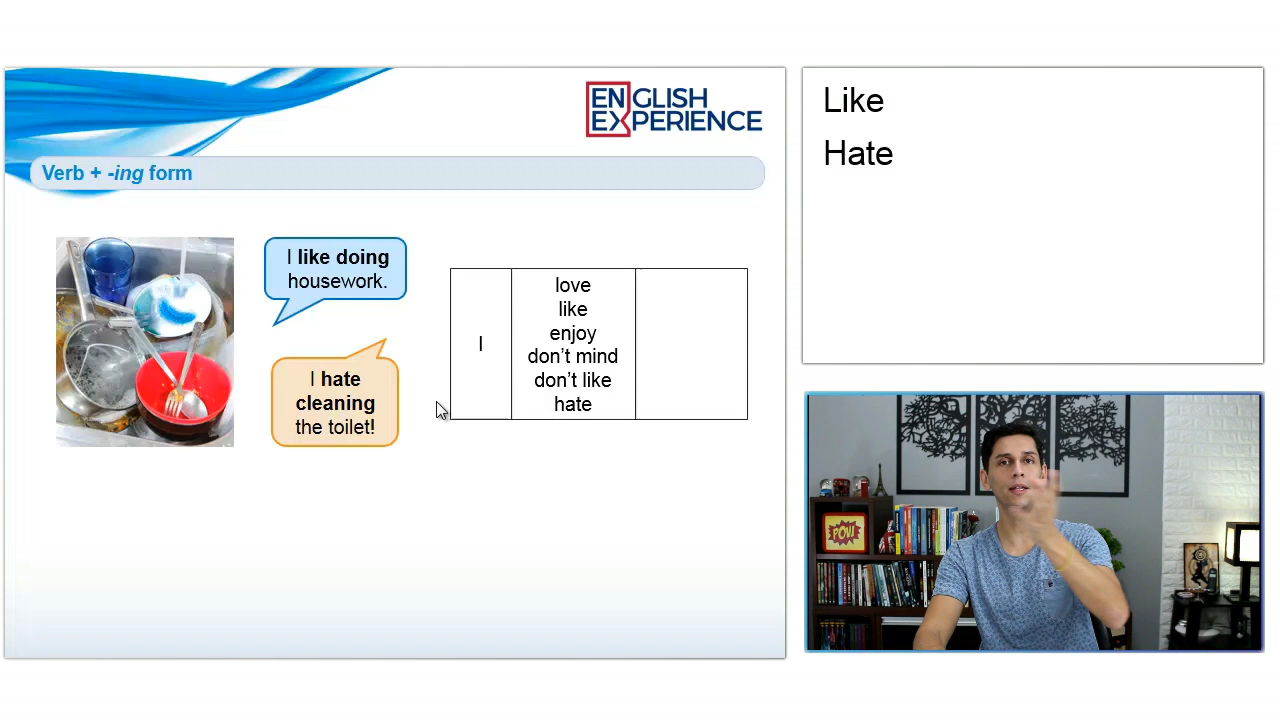 ENGLISH
EXPERIENCE
Verb + -ing form
I like doing
housework.
I hate
cleaning
the toilet!
I
love
like
enjoy
don't mind
don't like
hate
Like
Hate
POW!